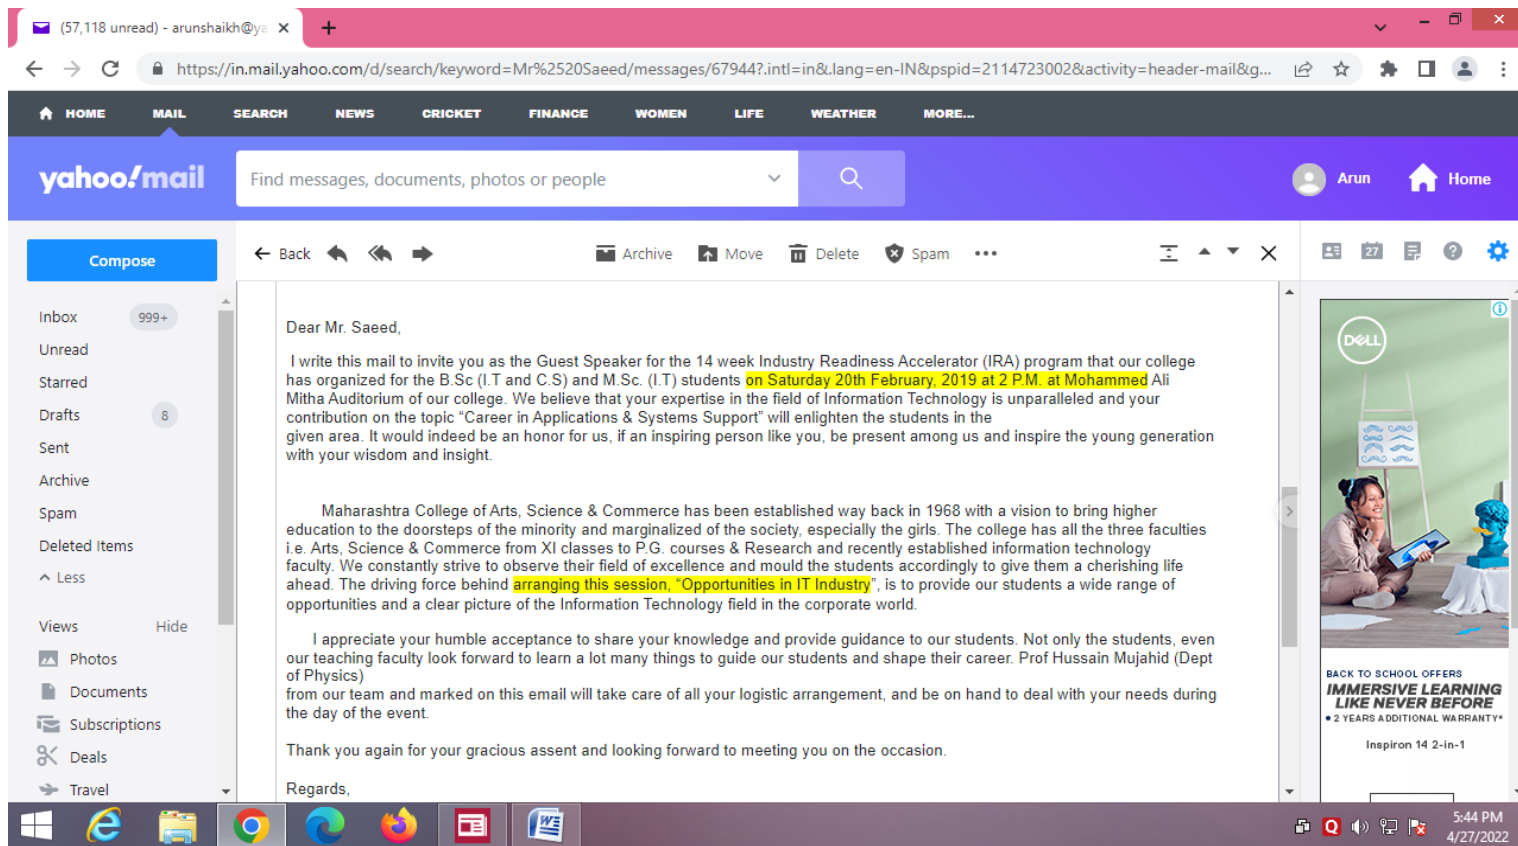 (57,118 unread) - arunshaikh@ya
https://in.mail.yahoo.com/d/search/keyword=Mr%2520Saeed/messages/67944?.intl=in&.lang=en-IN&pspid=2114723002&activity=header-mail&g...
HOME MAIL SEARCH NEWS CRICKET FINANCE WOMEN LIFE WEATHER MORE...
yahoo!mail
Find messages, documents, photos or people
Arun
Home
Compose
Back
Archive Move Delete Spam
27
Inbox 999+
Unread
Starred
Drafts 8
Sent
Archive
Spam
Deleted Items
Less
Views Hide
Photos
Documents
Subscriptions
Deals
Travel
Dear Mr. Saeed,
I write this mail to invite you as the Guest Speaker for the 14 week Industry Readiness Accelerator (IRA) program that our college
has organized for the B.Sc (I.T and C.S) and M.Sc. (I.T) students on Saturday 20th February, 2019 at 2 P.M. at Mohammed Ali
Mitha Auditorium of our college. We believe that your expertise in the field of Information Technology is unparalleled and your
contribution on the topic “Career in Applications & Systems Support” will enlighten the students in the
given area. It would indeed be an honor for us, if an inspiring person like you, be present among us and inspire the young generation
with your wisdom and insight.
Maharashtra College of Arts, Science & Commerce has been established way back in 1968 with a vision to bring higher
education to the doorsteps of the minority and marginalized of the society, especially the girls. The college has all the three faculties
i.e. Arts, Science & Commerce from XI classes to P.G. courses & Research and recently established information technology
faculty. We constantly strive to observe their field of excellence and mould the students accordingly to give them a cherishing life
ahead. The driving force behind arranging this session, “Opportunities in IT Industry”, is to provide our students a wide range of
opportunities and a clear picture of the Information Technology field in the corporate world.
I appreciate your humble acceptance to share your knowledge and provide guidance to our students. Not only the students, even
our teaching faculty look forward to learn a lot many things to guide our students and shape their career. Prof Hussain Mujahid (Dept
of Physics)
from our team and marked on this email will take care of all your logistic arrangement, and be on hand to deal with your needs during
the day of the event.
Thank you again for your gracious assent and looking forward to meeting you on the occasion.
Regards,
DELL
BACK TO SCHOOL OFFERS
IMMERSIVE LEARNING
LIKE NEVER BEFORE
• 2 YEARS ADDITIONAL WARRANTY*
Inspiron 14 2-in-1
5:44 PM
4/27/2022